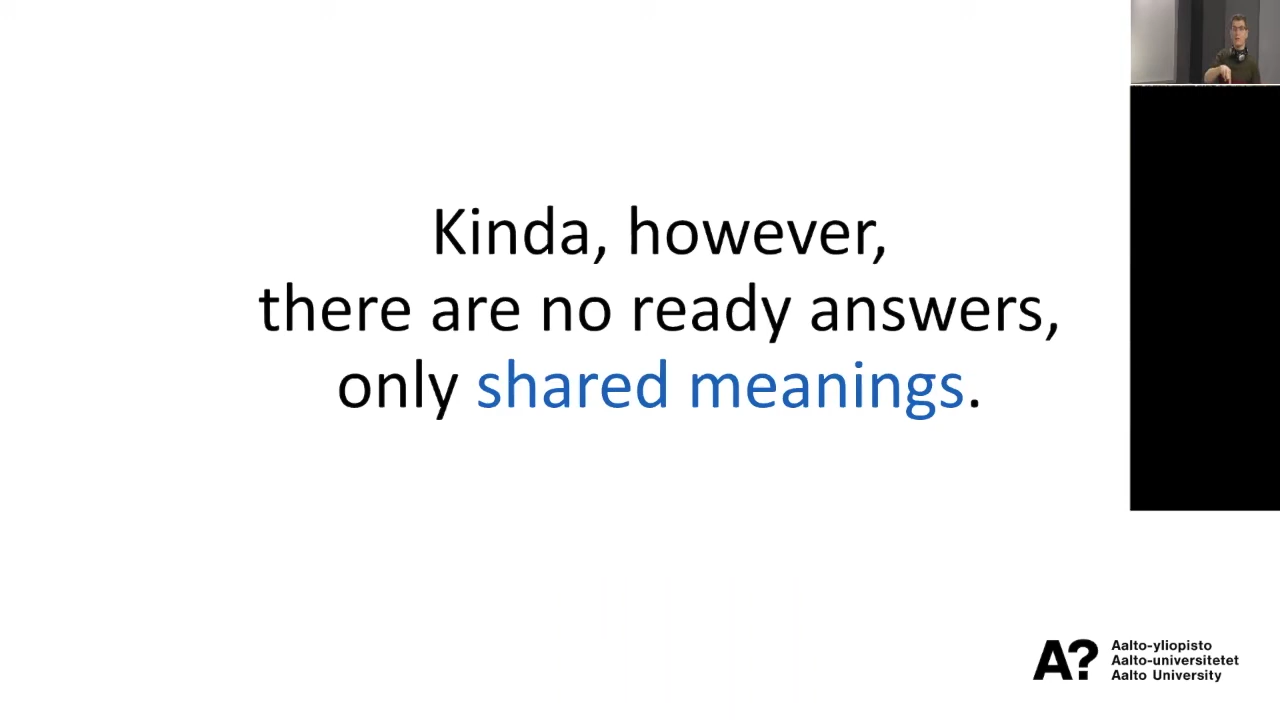 Kinda, however,
there are no ready answers,
only shared meanings.
A?
Aalto-yliopisto
Aalto-universitetet
Aalto University